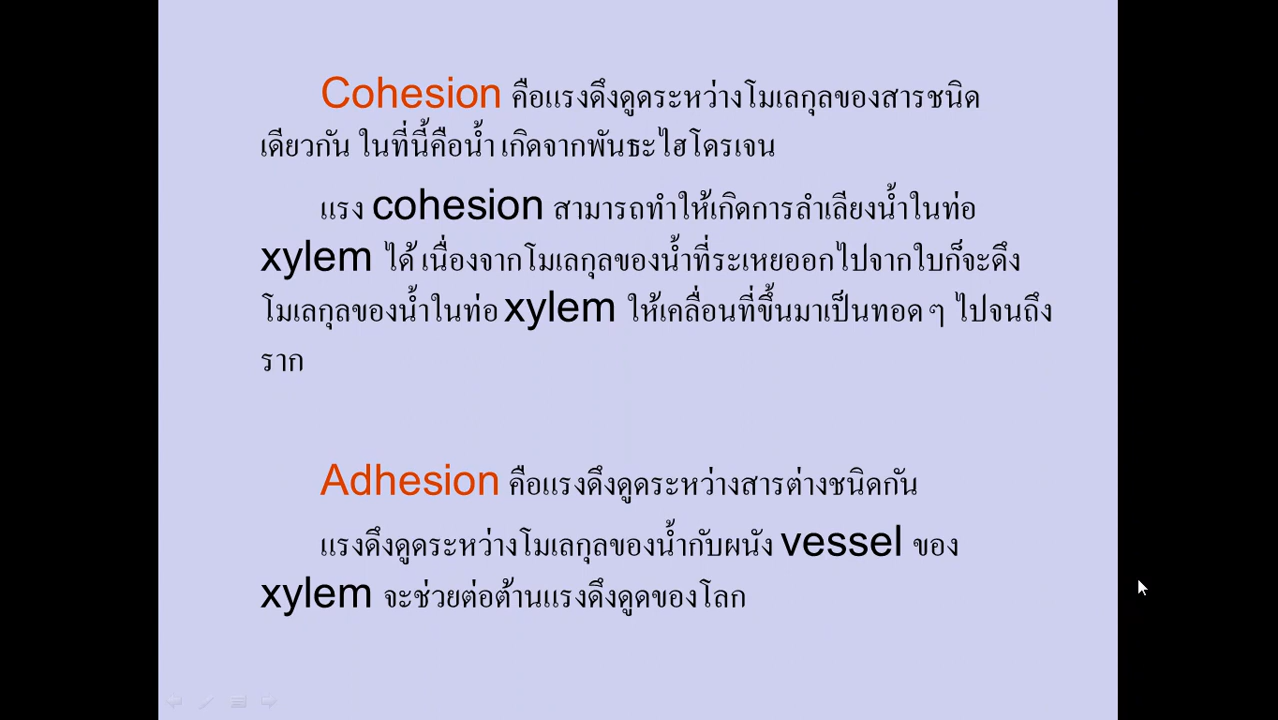 Cohesion คือแรงดึงดูดระหว่างโมเลกุลของสารชนิด
เดียวกัน ในที่นี้คือน้ำ เกิดจากพันธะไฮโดรเจน
แรง cohesion สามารถทำให้เกิดการลำเลียงน้ำในท่อ
xylem ได้ เนื่องจากโมเลกุลของน้ำที่ระเหยออกไปจากใบก็จะดึง
โมเลกุลของน้ำในท่อ xylem ให้เคลื่อนที่ขึ้นมาเป็นทอด ๆ ไปจนถึง
ราก
Adhesion คือแรงดึงดูดระหว่างสารต่างชนิดกัน
แรงดึงดูดระหว่างโมเลกุลของน้ำกับผนัง vessel ของ
xylem จะช่วยต่อต้านแรงดึงดูดของโลก